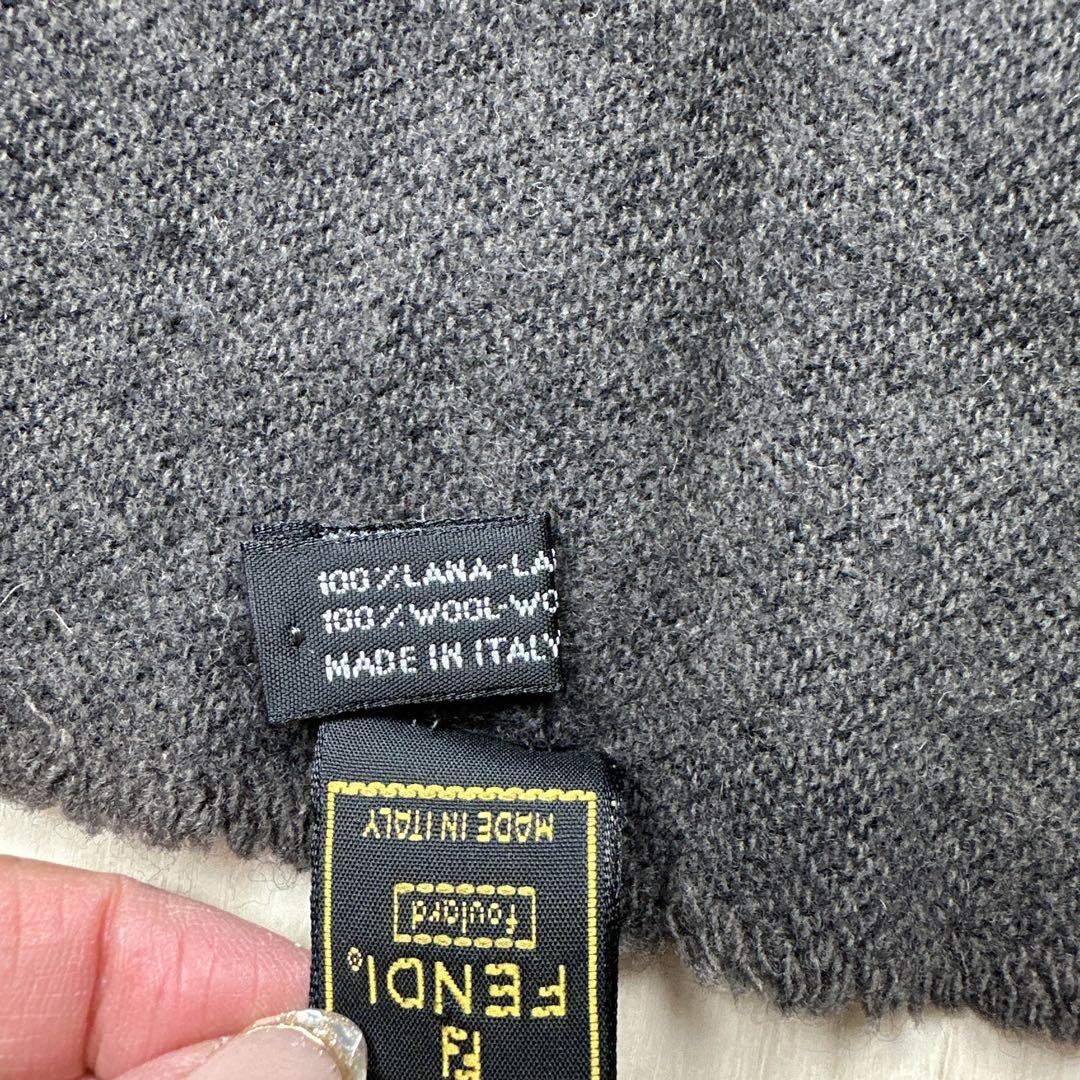 100%LANA-LA
100%WOOL-WO
MADE IN ITALY
MADE IN ITALY
foulard
FENDI®